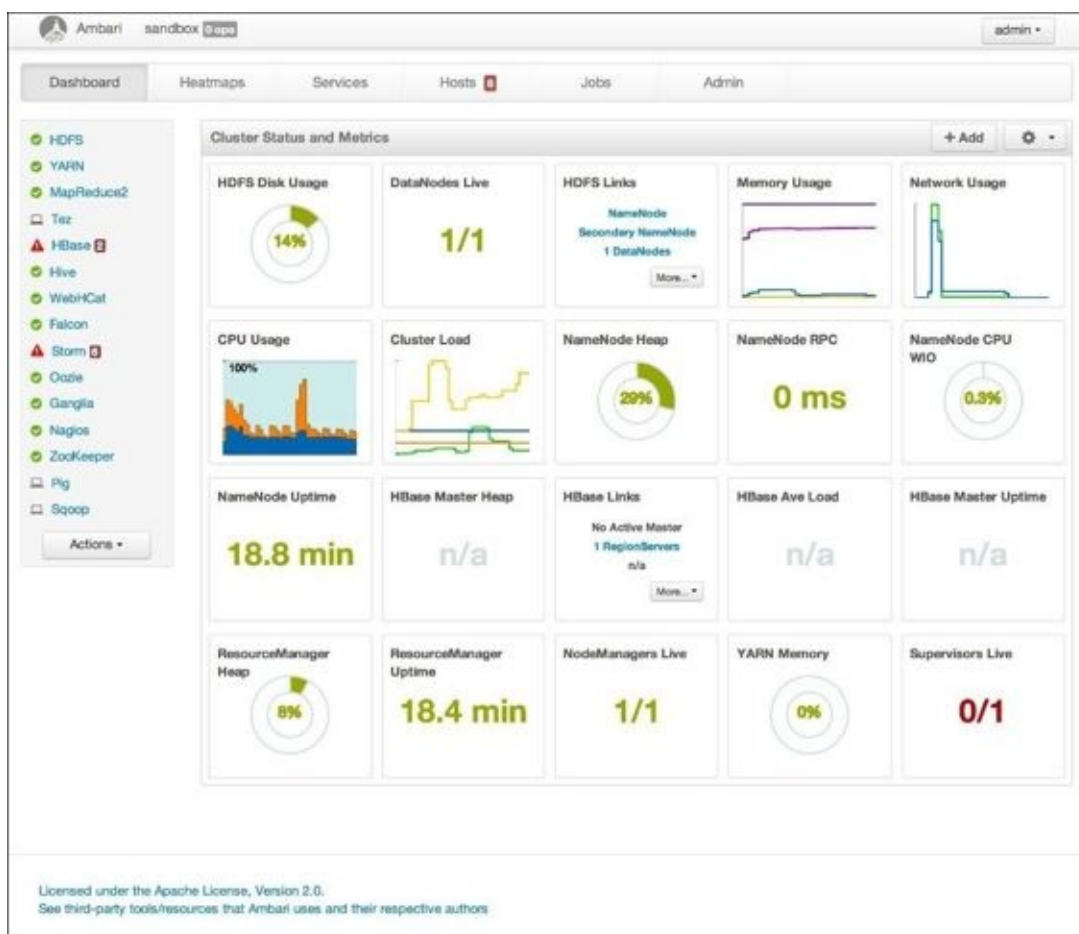 Ambari sandbox 0 ops admin
Dashboard Heatmaps Services Hosts Jobs Admin
HDFS
YARN
MapReduce2
Tez
HBase 2
Hive
WebHCat
Falcon
Storm
Oozie
Ganglia
Nagios
ZooKeeper
Pig
Sqoop
Actions
Cluster Status and Metrics + Add
HDFS Disk Usage
14%
DataNodes Live
1/1
HDFS Links
NameNode
Secondary NameNode
1 DataNodes
More...
Memory Usage
Network Usage
CPU Usage
100%
Cluster Load
NameNode Heap
29%
NameNode RPC
0 ms
NameNode CPU
WIO
0.3%
NameNode Uptime
18.8 min
HBase Master Heap
n/a
HBase Links
No Active Master
1 RegionServers
n/a
More...
HBase Ave Load
n/a
HBase Master Uptime
n/a
ResourceManager
Heap
8%
ResourceManager
Uptime
18.4 min
NodeManagers Live
1/1
YARN Memory
0%
Supervisors Live
0/1
Licensed under the Apache License, Version 2.0.
See third-party tools/resources that Ambari uses and their respective authors